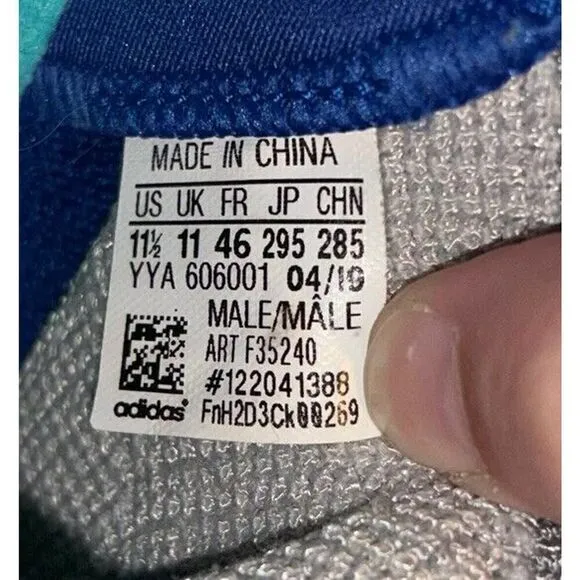 MADE IN CHINA
US UK FR JP CHN
11½ 11 46 295 285
YYA 606001 04/19
MALE/MÂLE
ART F35240
#122041388
adidas FnH2D3Ck00269